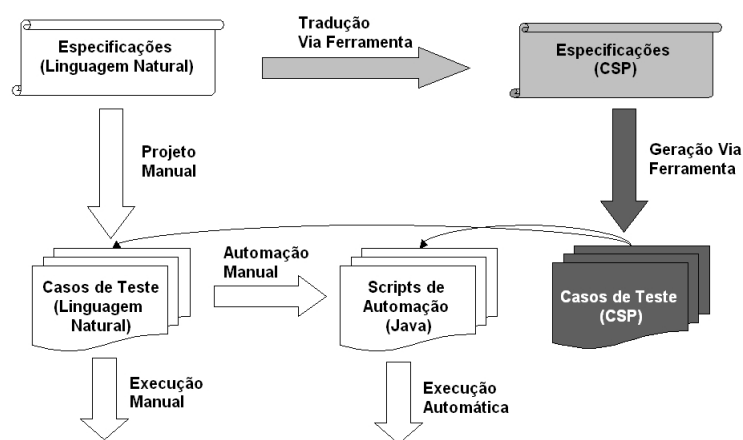 Tradução
Via Ferramenta
Especificações
(Linguagem Natural)
Especificações
(CSP)
Projeto
Manual
Geração Via
Ferramenta
Casos de Teste
(Linguagem
Natural)
Automação
Manual
Scripts de
Automação
(Java)
Casos de Teste
(CSP)
Execução
Manual
Execução
Automática